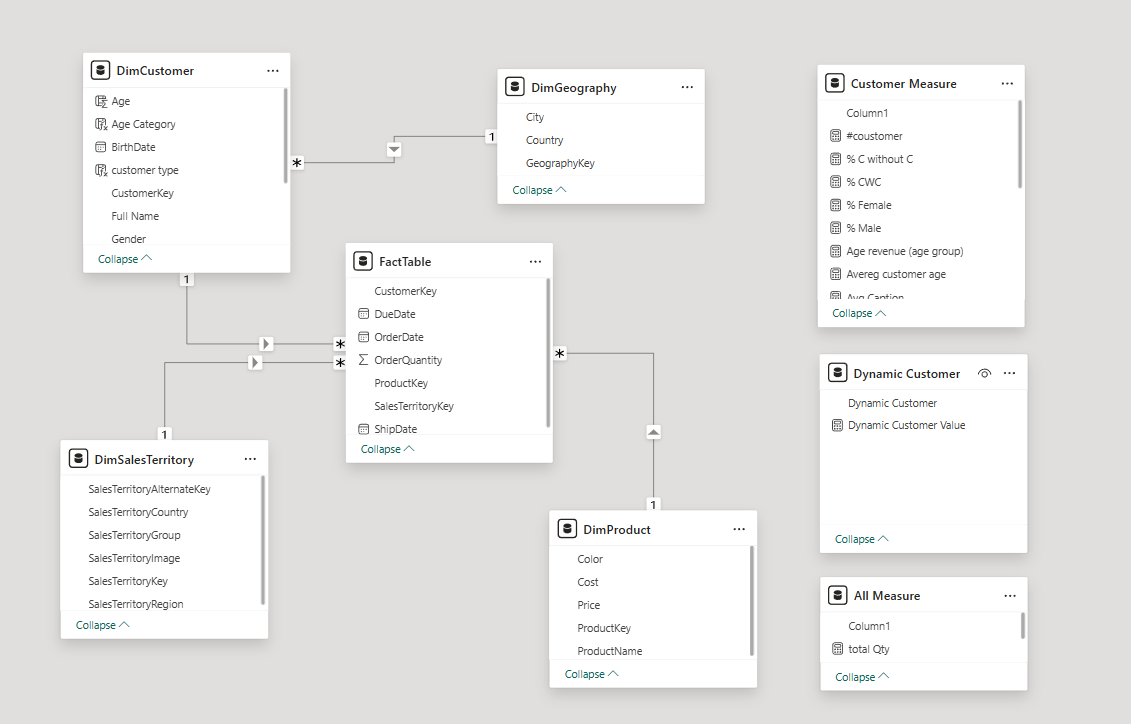 DimCustomer
Age
Age Category
BirthDate
customer type
CustomerKey
Full Name
Gender
Collapse
DimGeography
City
Country
GeographyKey
Collapse
Customer Measure
Column1
#coustomer
% C without C
% CWC
% Female
% Male
Age revenue (age group)
Avereg customer age
Avg Caption
Collapse
1
*
1
FactTable
CustomerKey
DueDate
OrderDate
OrderQuantity
ProductKey
SalesTerritoryKey
ShipDate
Collapse
*
*
*
1
1
Dynamic Customer
Dynamic Customer
Dynamic Customer Value
Collapse
DimSalesTerritory
SalesTerritoryAlternateKey
SalesTerritoryCountry
SalesTerritoryGroup
SalesTerritoryImage
SalesTerritoryKey
SalesTerritoryRegion
Collapse
DimProduct
Color
Cost
Price
ProductKey
ProductName
Collapse
All Measure
Column1
total Qty
Collapse